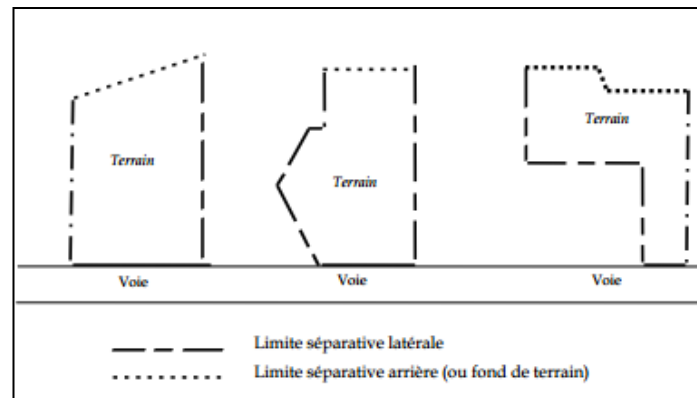 Terrain
Terrain
Terrain
Voie
Voie
Voie
Limite séparative latérale
Limite séparative arrière (ou fond de terrain)